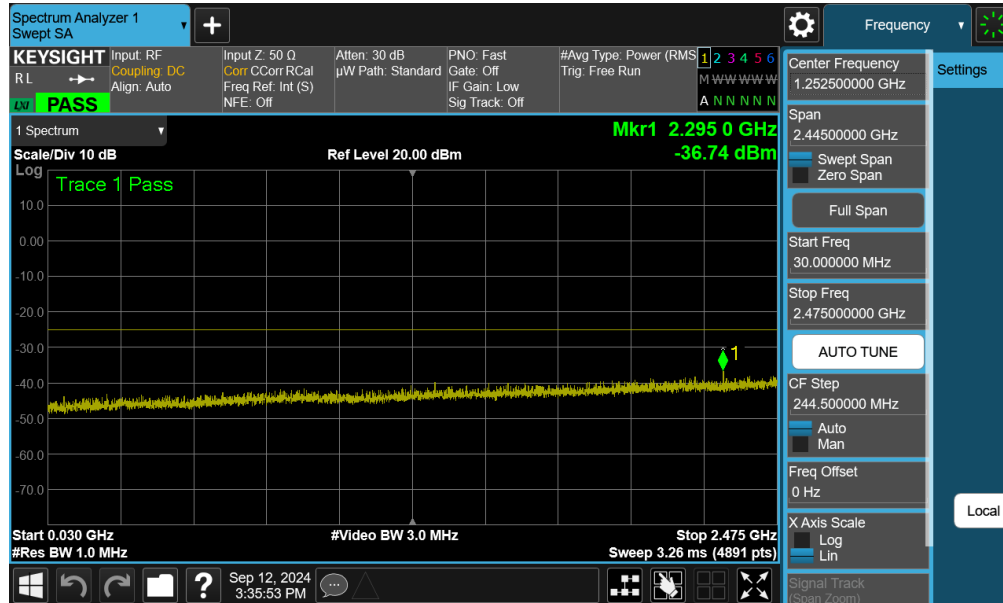 Spectrum Analyzer 1
Swept SA
+
Frequency
KEYSIGHT
R L
LXI
PASS
Input: RF
Coupling: DC
Align: Auto
Input Z: 50 Ω
Corr CCorr RCal
Freq Ref: Int (S)
NFE: Off
Atten: 30 dB
µW Path: Standard
PNO: Fast
Gate: Off
IF Gain: Low
Sig Track: Off
#Avg Type: Power (RMS
Trig: Free Run
1 2 3 4 5 6
M W W W W W
A N N N N N
1 Spectrum
Scale/Div 10 dB
Ref Level 20.00 dBm
Mkr1 2.295 0 GHz
-36.74 dBm
Log
Trace 1 Pass
10.0
0.00
-10.0
-20.0
-30.0
-40.0
-50.0
-60.0
-70.0
1
Start 0.030 GHz
#Res BW 1.0 MHz
#Video BW 3.0 MHz
Stop 2.475 GHz
Sweep 3.26 ms (4891 pts)
Center Frequency
1.252500000 GHz
Span
2.44500000 GHz
Swept Span
Zero Span
Full Span
Start Freq
30.000000 MHz
Stop Freq
2.475000000 GHz
AUTO TUNE
CF Step
244.500000 MHz
Auto
Man
Freq Offset
0 Hz
X Axis Scale
Log
Lin
Signal Track
(Span Zoom)
Settings
Local
?
Sep 12, 2024
3:35:53 PM